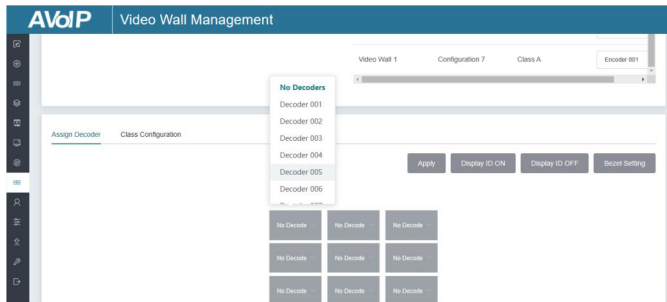 AVoIP
Video Wall Management
Video Wall 1 Configuration 7 Class A Encoder 001
No Decoders
Decoder 001
Decoder 002
Decoder 003
Decoder 004
Decoder 005
Decoder 006
Assign Decoder Class Configuration
Apply Display ID ON Display ID OFF Bezel Setting
No Decode No Decode No Decode
No Decode No Decode No Decode
No Decode No Decode No Decode